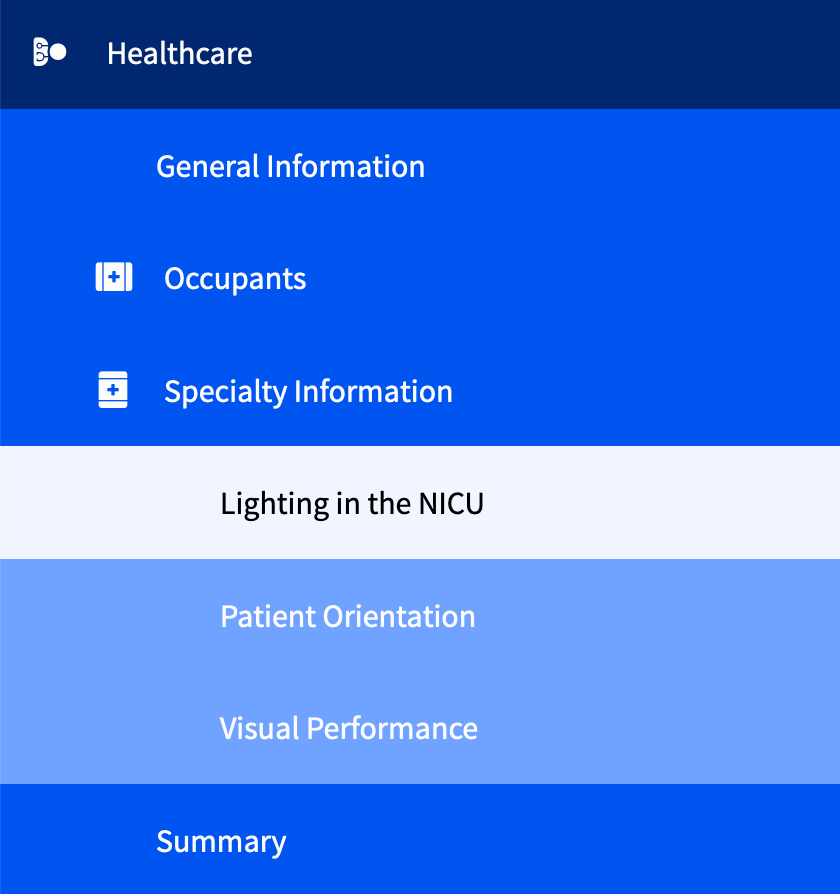 Healthcare
General Information
Occupants
Specialty Information
Lighting in the NICU
Patient Orientation
Visual Performance
Summary